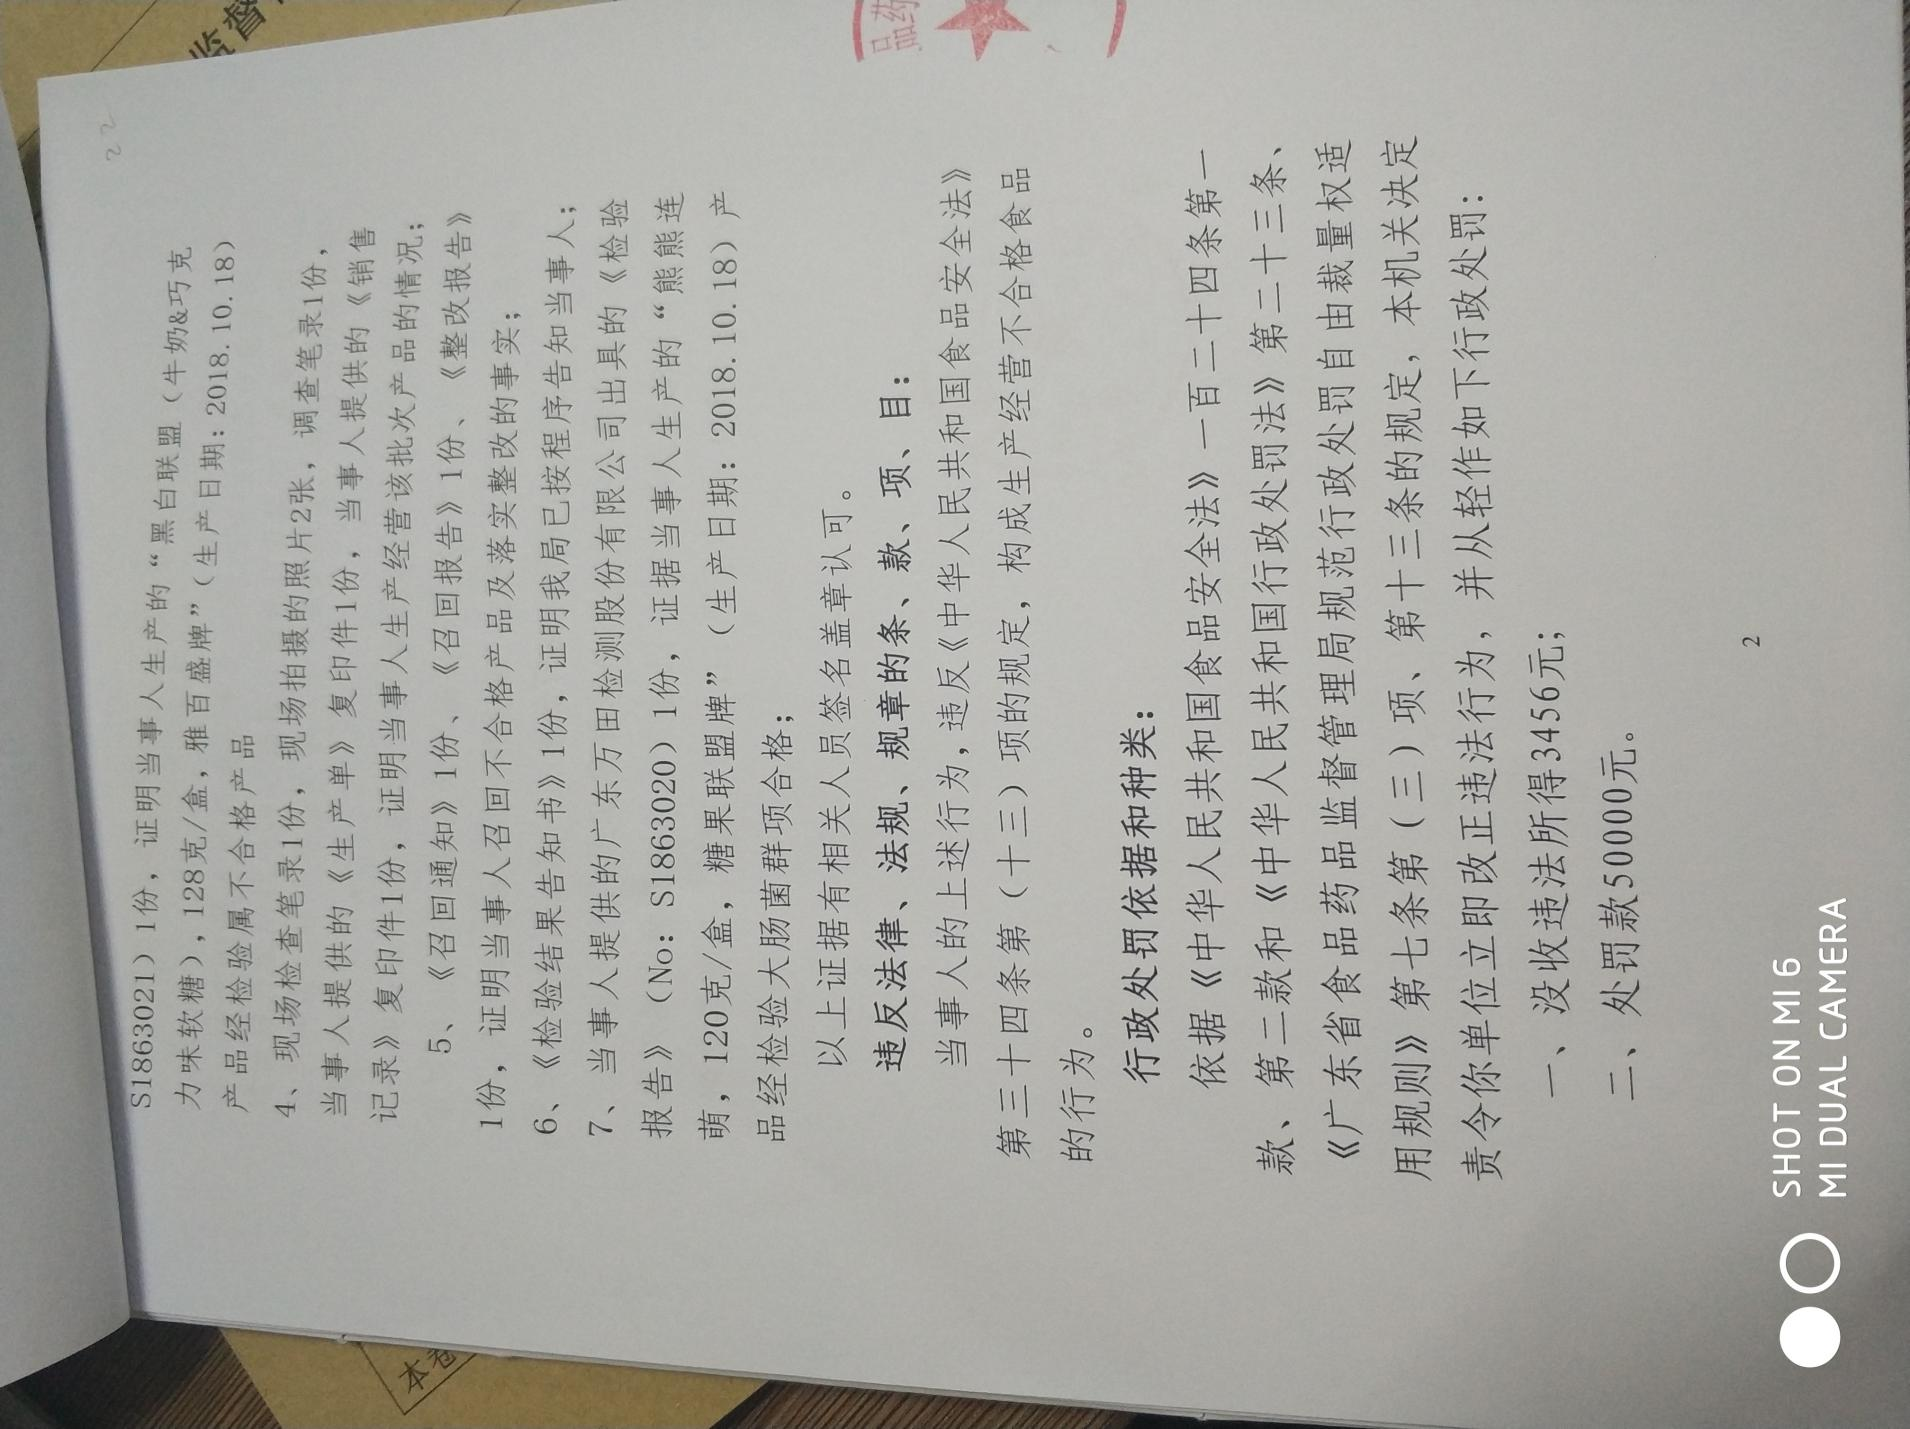 22
S1863021)1份，证明当事人生产的“黑白联盟（牛奶&巧克
力味软糖），128克/盒，雅百盛牌”（生产日期：2018.10.18）
产品经检验属不合格产品
4、现场检查笔录1份，现场拍摄的照片2张，调查笔录1份，
当事人提供的《生产单》复印件1份，当事人提供的《销售
记录》复印件1份，证明当事人生产经营该批次产品的情况；
5、《召回通知》1份、《召回报告》1份、《整改报告》
1份，证明当事人召回不合格产品及落实整改的事实；
6、《检验结果告知书》1份，证明我局已按程序告知当事人；
7、当事人提供的广东万田检测股份有限公司出具的《检验
报告》（No：S1863020）1份，证据当事人生产的“熊熊连
萌，120克/盒，糖果联盟牌”（生产日期：2018.10.18）产
品经检验大肠菌群项合格；
以上证据有相关人员签名盖章认可。
违反法律、法规、规章的条、款、项、目：
当事人的上述行为，违反《中华人民共和国食品安全法》
第三十四条第（十三）项的规定，构成生产经营不合格食品
的行为。
行政处罚依据和种类：
依据《中华人民共和国食品安全法》一百二十四条第一
款、第二款和《中华人民共和国行政处罚法》第二十三条、
《广东省食品药品监督管理局规范行政处罚自由裁量权适
用规则》第七条第（三）项、第十三条的规定，本机关决定
责令你单位立即改正违法行为，并从轻作如下行政处罚：
一、没收违法所得3456元；
二、处罚款50000元。
2
品药
监督
本卷
SHOT ON MI 6
MI DUAL CAMERA